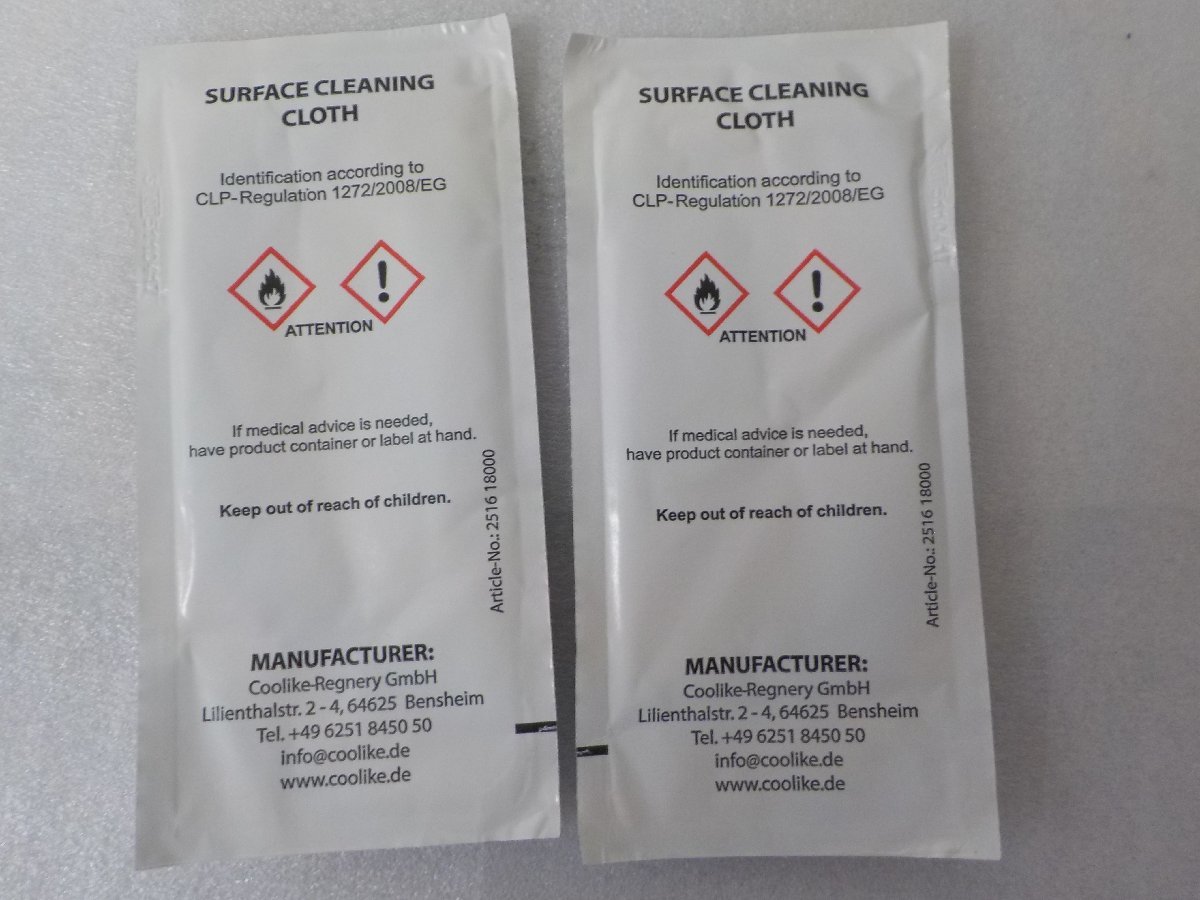 SURFACE CLEANING
CLOTH
Identification according to
CLP-Regulation 1272/2008/EG
ATTENTION
If medical advice is needed,
have product container or label at hand.
Keep out of reach of children.
Article-No.: 2516 18000
MANUFACTURER:
Coolike-Regnery GmbH
Lilienthalstr. 2 - 4, 64625 Bensheim
Tel. +49 6251 8450 50
info@coolike.de
www.coolike.de
SURFACE CLEANING
CLOTH
Identification according to
CLP-Regulation 1272/2008/EG
ATTENTION
If medical advice is needed,
have product container or label at hand.
Keep out of reach of children.
Article-No.: 2516 18000
MANUFACTURER:
Coolike-Regnery GmbH
Lilienthalstr. 2 - 4, 64625 Bensheim
Tel. +49 6251 8450 50
info@coolike.de
www.coolike.de